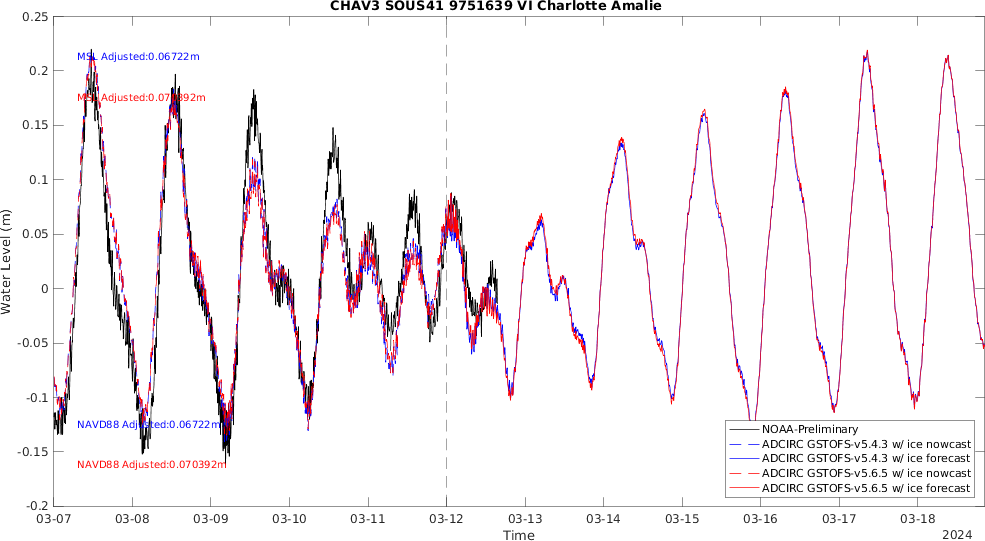 CHAV3 SOUS41 9751639 VI Charlotte Amalie
0.25
0.2
0.15
0.1
0.05
0
-0.05
-0.1
-0.15
-0.2
Water Level (m)
MSL Adjusted:0.06722m
MSL Adjusted:0.070392m
NAVD88 Adjusted:0.06722m
NAVD88 Adjusted:0.070392m
NOAA-Preliminary
ADCIRC GSTOFS-v5.4.3 w/ ice nowcast
ADCIRC GSTOFS-v5.4.3 w/ ice forecast
ADCIRC GSTOFS-v5.6.5 w/ ice nowcast
ADCIRC GSTOFS-v5.6.5 w/ ice forecast
03-07 03-08 03-09 03-10 03-11 03-12 03-13 03-14 03-15 03-16 03-17 03-18
Time
2024